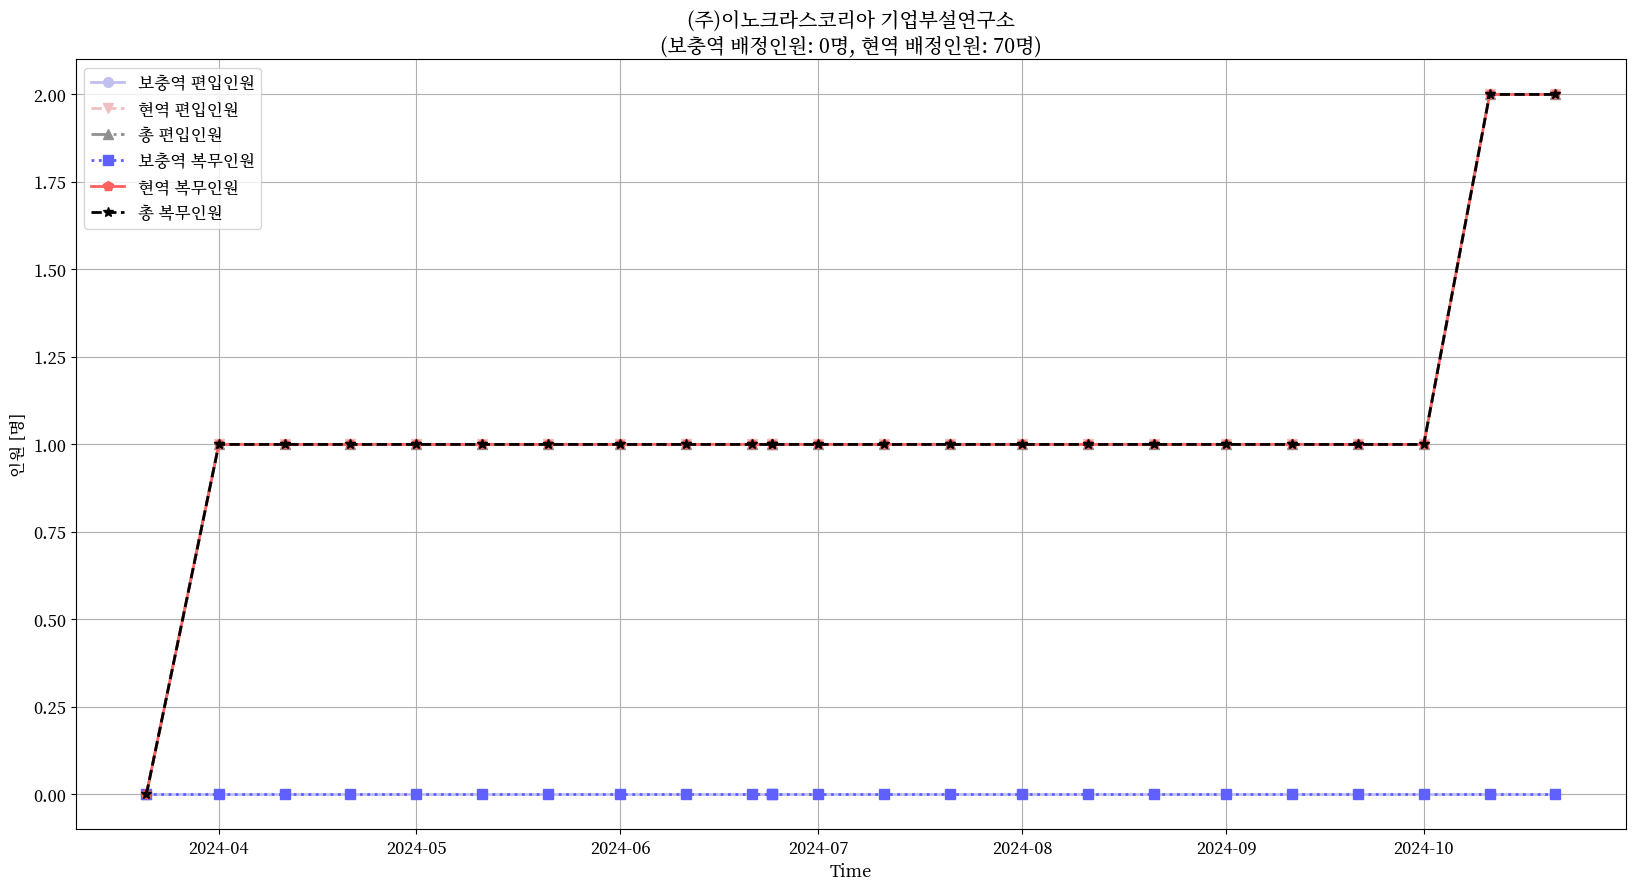 (주)이노크라스코리아 기업부설연구소
(보충역 배정인원: 0명, 현역 배정인원: 70명)
보충역 편입인원
현역 편입인원
총 편입인원
보충역 복무인원
현역 복무인원
총 복무인원
인원 [명]
2.00
1.75
1.50
1.25
1.00
0.75
0.50
0.25
0.00
2024-04 2024-05 2024-06 2024-07 2024-08 2024-09 2024-10
Time